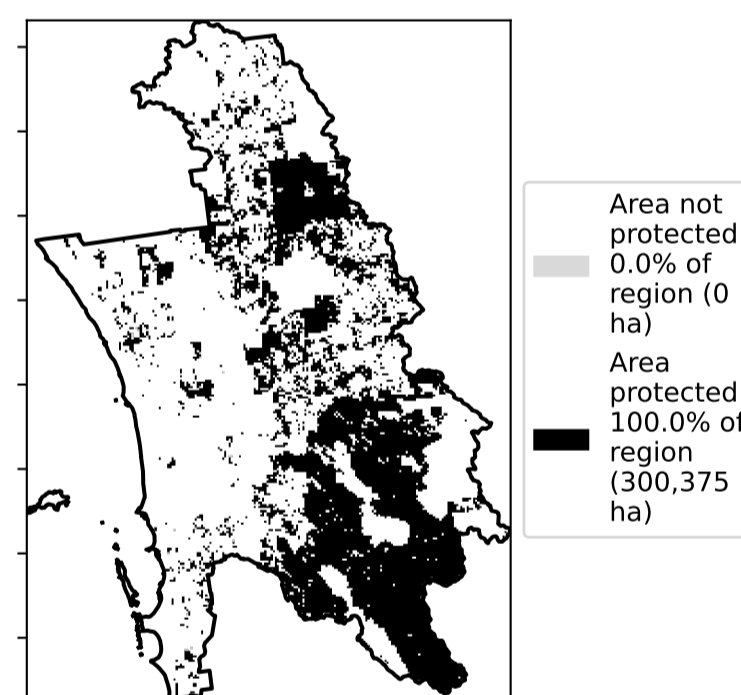 Area not
protected
0.0% of
region (0
ha)
Area
protected
100.0% of
region
(300,375
ha)